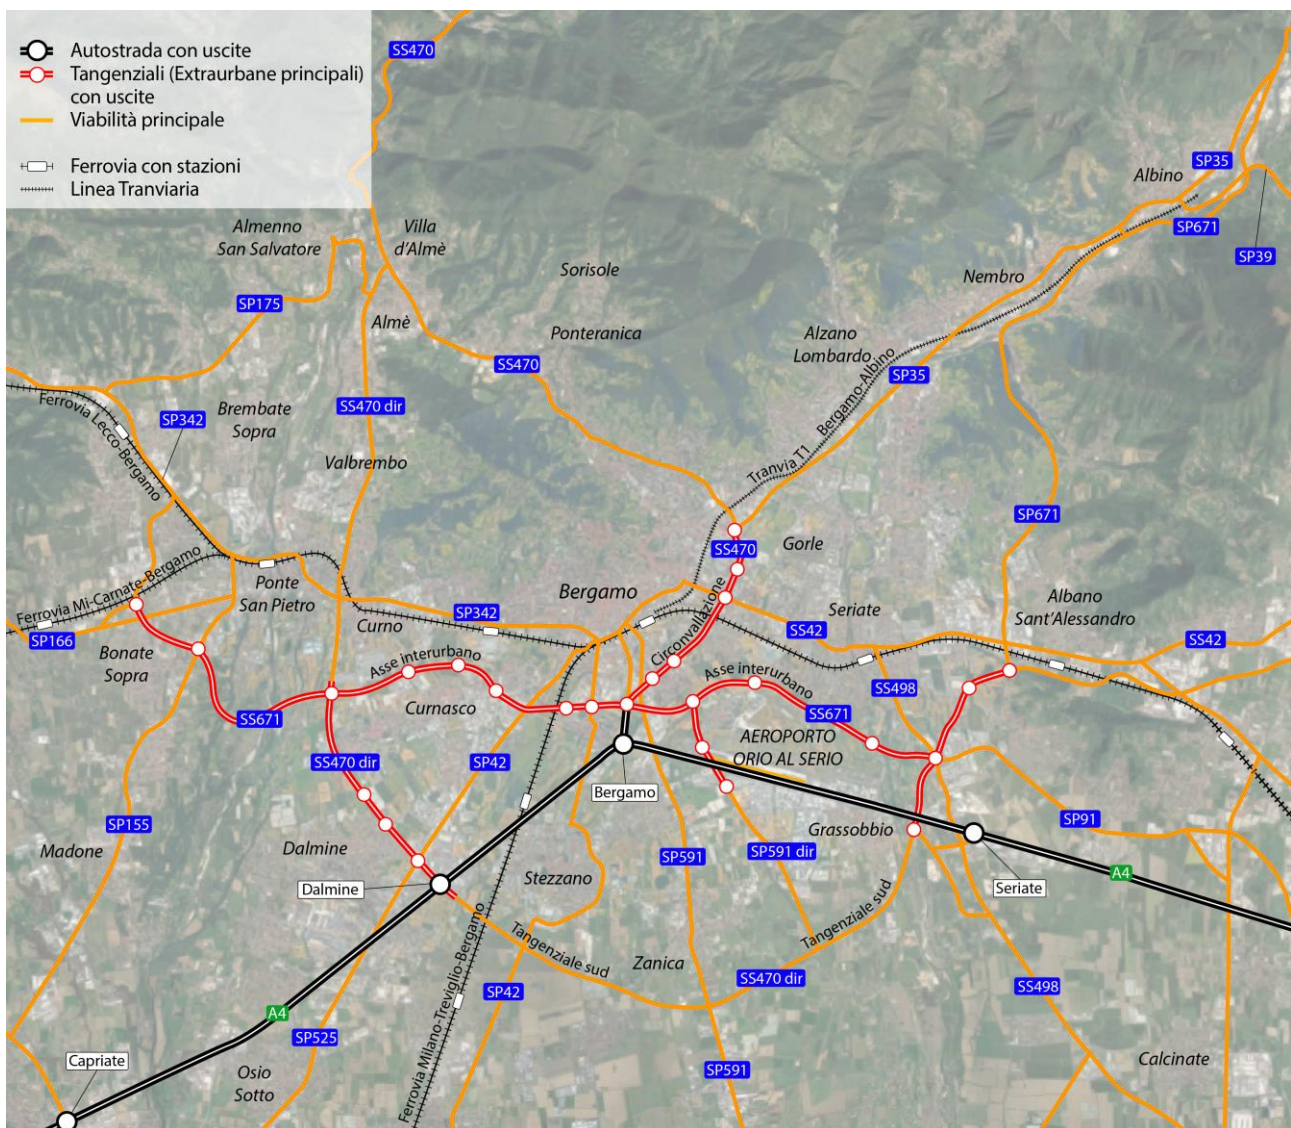 Autostrada con uscite
Tangenziali (Extraurbane principali)
con uscite
Viabilità principale
Ferrovia con stazioni
Linea Tranviaria
SS470
SP35
Albino
SP671
SP39
Almenno
San Salvatore
Villa
d'Almè
Sorisole
Nembro
SP175
Almè
Ponteranica
Alzano
Lombardo
SS470
SP35
Bergamo-Albino
Tranvia T1
Ferrovia Lecco-Bergamo
SP342
Brembate
Sopra
SS470 dir
Valbrembo
SP671
SS470
Gorle
Ferrovia Mi-Carnate-Bergamo
Ponte
San Pietro
Bergamo
Circonvallazione
Seriate
Albano
Sant'Alessandro
SP166
Curno
SP342
SS42
SS42
Bonate
Sopra
Asse interurbano
Asse interurbano
SS498
SS671
Curnasco
SS671
AEROPORTO
ORIO AL SERIO
SS470 dir
SP42
Bergamo
SP155
Madone
Dalmine
Grassobbio
SP91
SP591
SP591 dir
Dalmine
Stezzano
Seriate
A4
Tangenziale sud
Tangenziale sud
Zanica
SS470 dir
SP42
SS498
Ferrovia Milano-Treviglio-Bergamo
A4
SP525
Capriate
Osio
Sotto
SP591
Calcinate